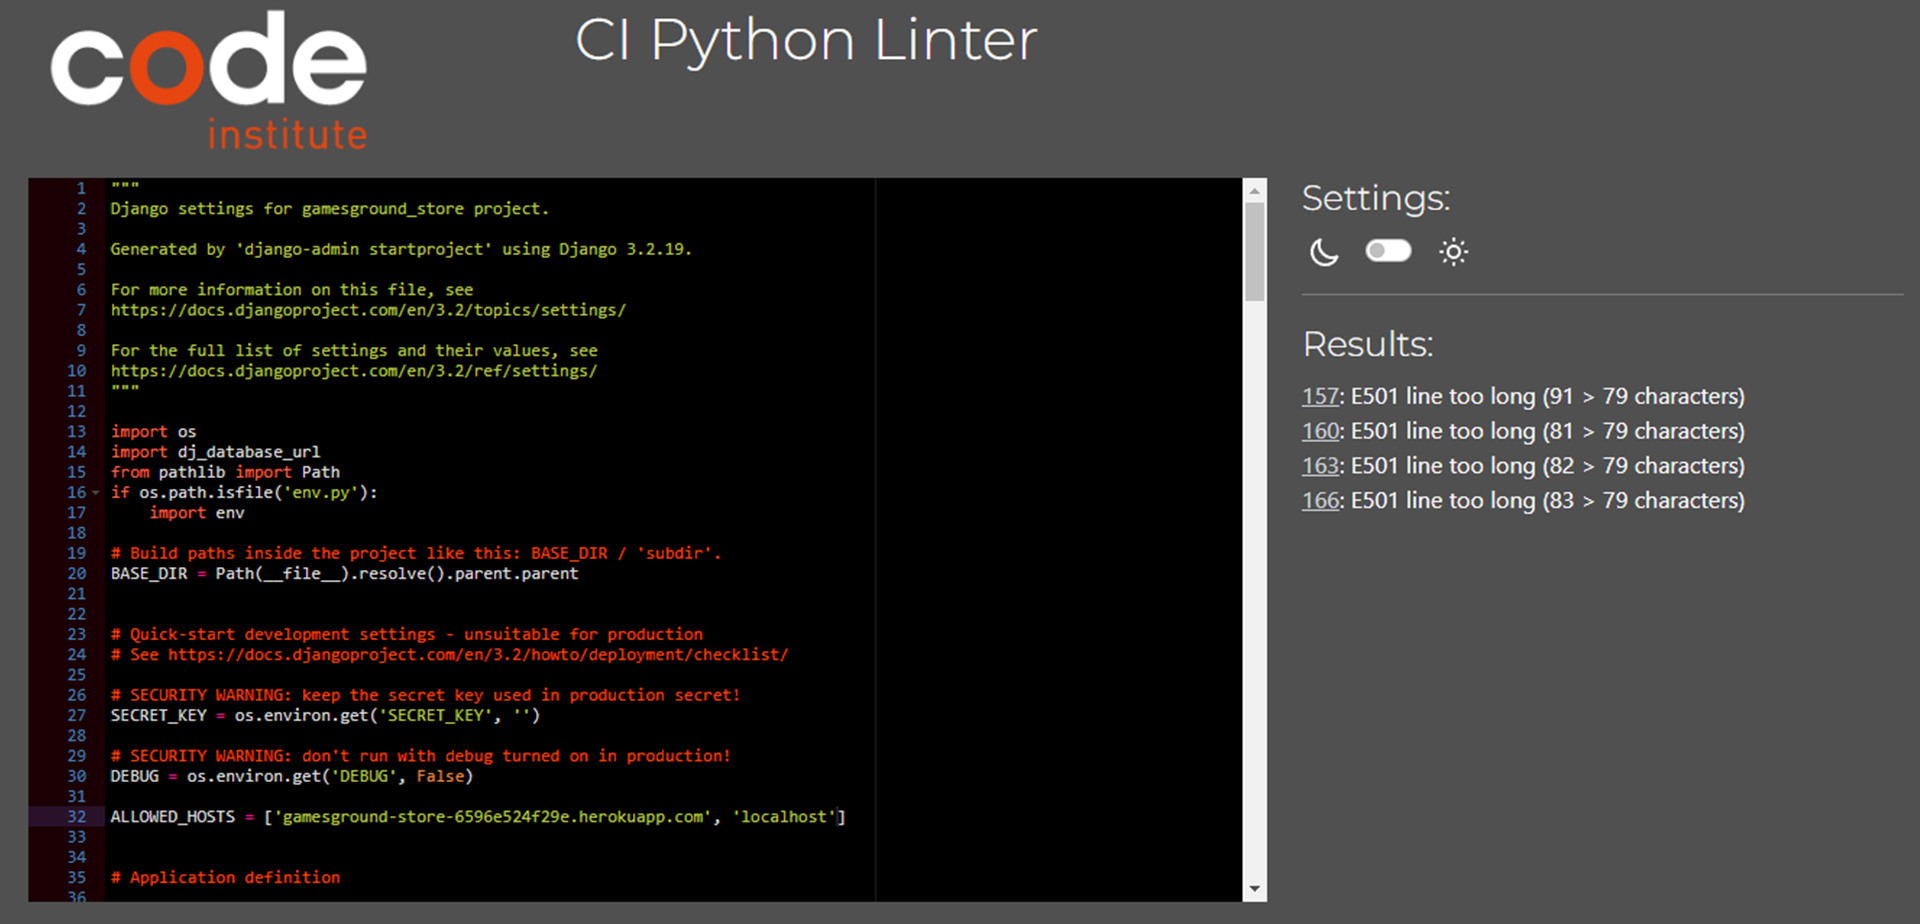 code
institute
CI Python Linter
1 """
2 Django settings for gamesground_store project.
3
4 Generated by 'django-admin startproject' using Django 3.2.19.
5
6 For more information on this file, see
7 https://docs.djangoproject.com/en/3.2/topics/settings/
8
9 For the full list of settings and their values, see
10 https://docs.djangoproject.com/en/3.2/ref/settings/
11 """
12
13 import os
14 import dj_database_url
15 from pathlib import Path
16 if os.path.isfile('env.py'):
17     import env
18
19 # Build paths inside the project like this: BASE_DIR / 'subdir'.
20 BASE_DIR = Path(__file__).resolve().parent.parent
21
22
23 # Quick-start development settings - unsuitable for production
24 # See https://docs.djangoproject.com/en/3.2/howto/deployment/checklist/
25
26 # SECURITY WARNING: keep the secret key used in production secret!
27 SECRET_KEY = os.environ.get('SECRET_KEY', '')
28
29 # SECURITY WARNING: don't run with debug turned on in production!
30 DEBUG = os.environ.get('DEBUG', False)
31
32 ALLOWED_HOSTS = ['gamesground-store-6596e524f29e.herokuapp.com', 'localhost']
33
34
35 # Application definition
36
Settings:
Results:
157: E501 line too long (91 > 79 characters)
160: E501 line too long (81 > 79 characters)
163: E501 line too long (82 > 79 characters)
166: E501 line too long (83 > 79 characters)